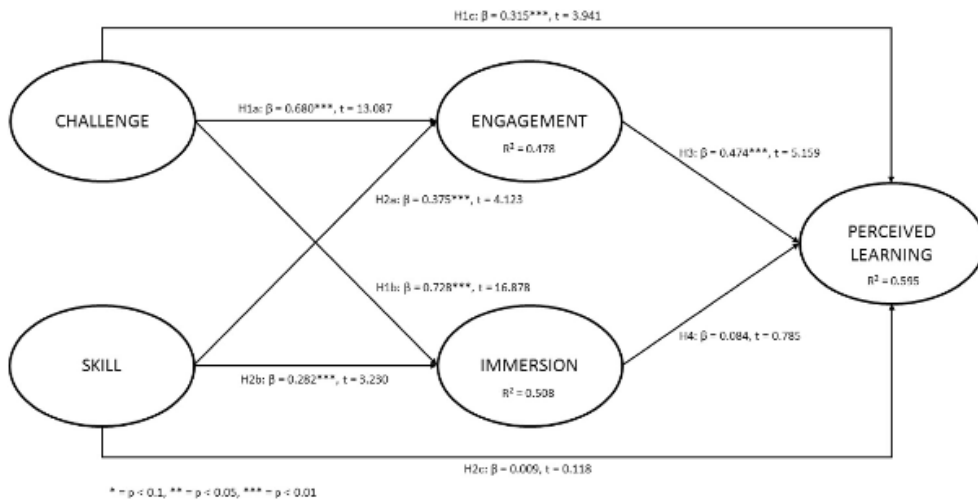 H1c: β = 0.315***, t = 3.941
CHALLENGE
H1a: β = 0.680***, t = 13.087
ENGAGEMENT
R² = 0.478
H3: β = 0.474***, t = 5.159
H2a: β = 0.375***, t = 4.123
PERCEIVED
LEARNING
R² = 0.595
H1b: β = 0.728***, t = 16.878
H4: β = 0.084, t = 0.785
SKILL
H2b: β = 0.282***, t = 3.230
IMMERSION
R² = 0.508
H2c: β = 0.009, t = 0.118
* = p < 0.1, ** = p < 0.05, *** = p < 0.01